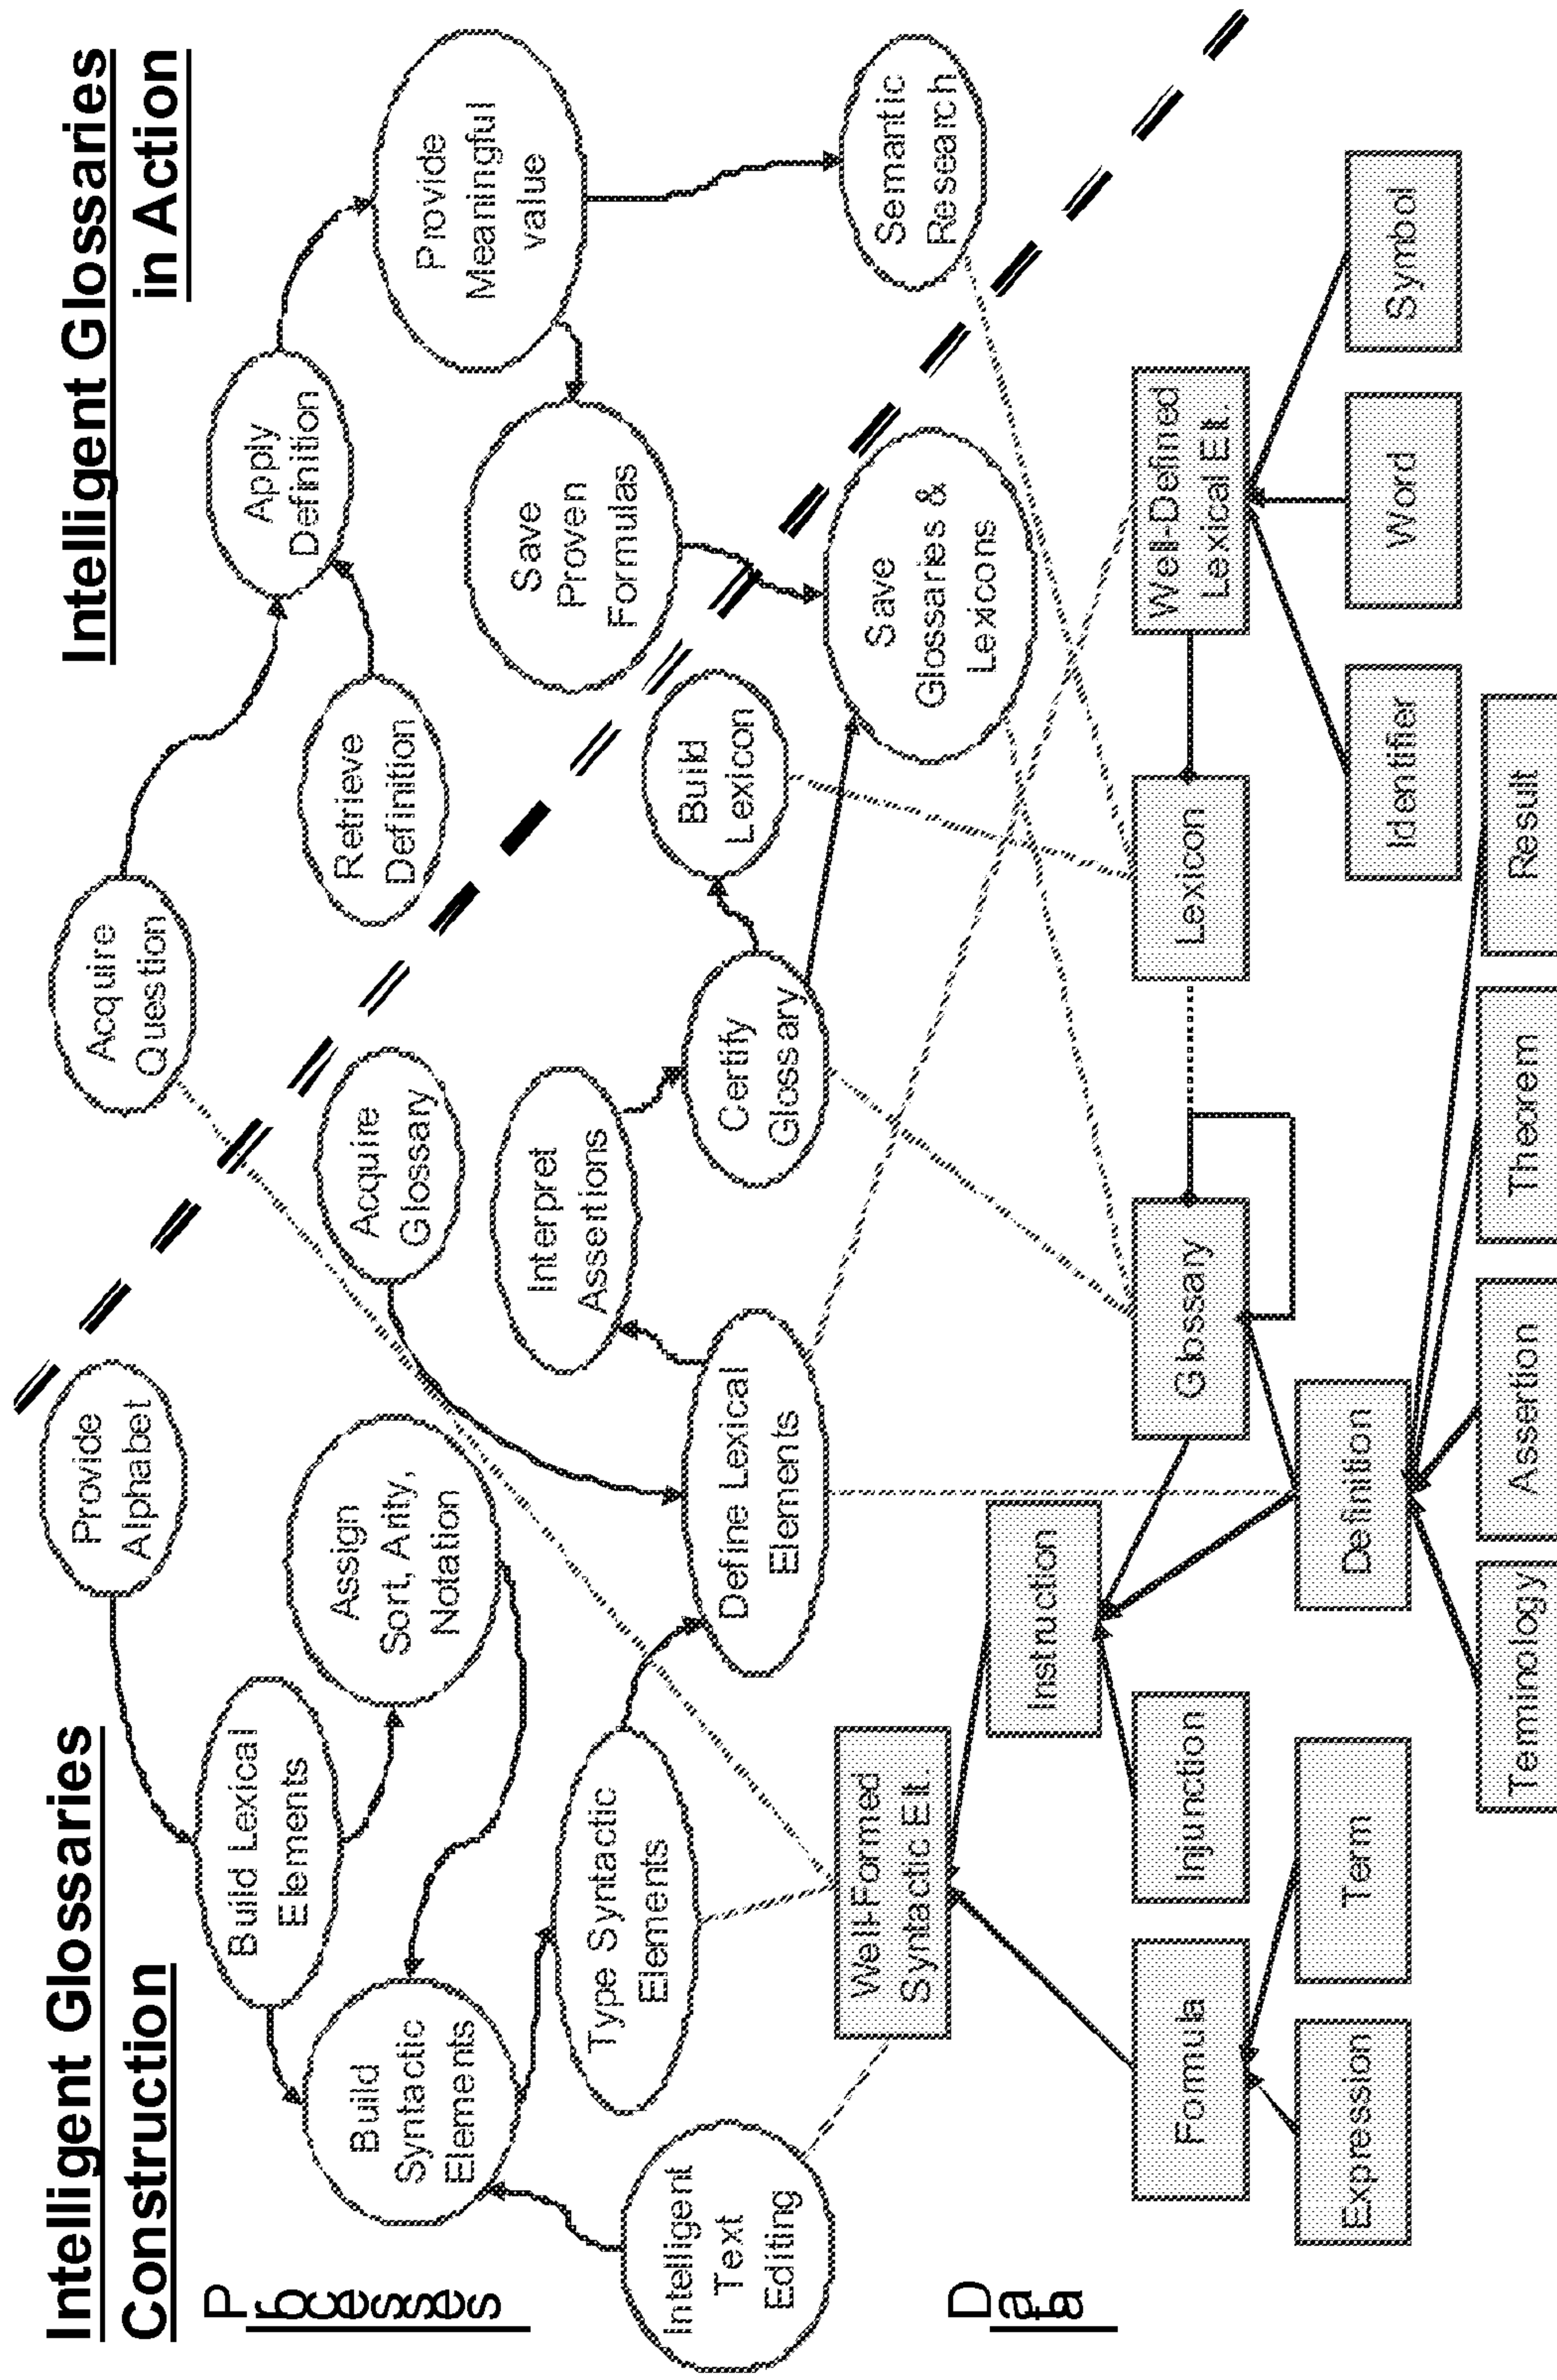 Intelligent Glossaries
Construction
Intelligent Glossaries
in Action
Processes
Provide
Alphabet
Acquire
Question
Build Lexical
Elements
Apply
Definition
Assign
Sort, Arity,
Notation
Acquire
Glossary
Retrieve
Definition
Provide
Meaningful
value
Build
Syntactic
Elements
Interpret
Assertions
Save
Proven
Formulas
Type Syntactic
Elements
Intelligent
Text
Editing
Define Lexical
Elements
Certify
Glossary
Build
Lexicon
Save
Glossaries &
Lexicons
Semantic
Research
Data
Well-Formed
Syntactic Elt.
Instruction
Formula
Injunction
Glossary
Lexicon
Well-Defined
Lexical Elt.
Expression
Term
Definition
Identifier
Word
Symbol
Terminology
Assertion
Theorem
Result